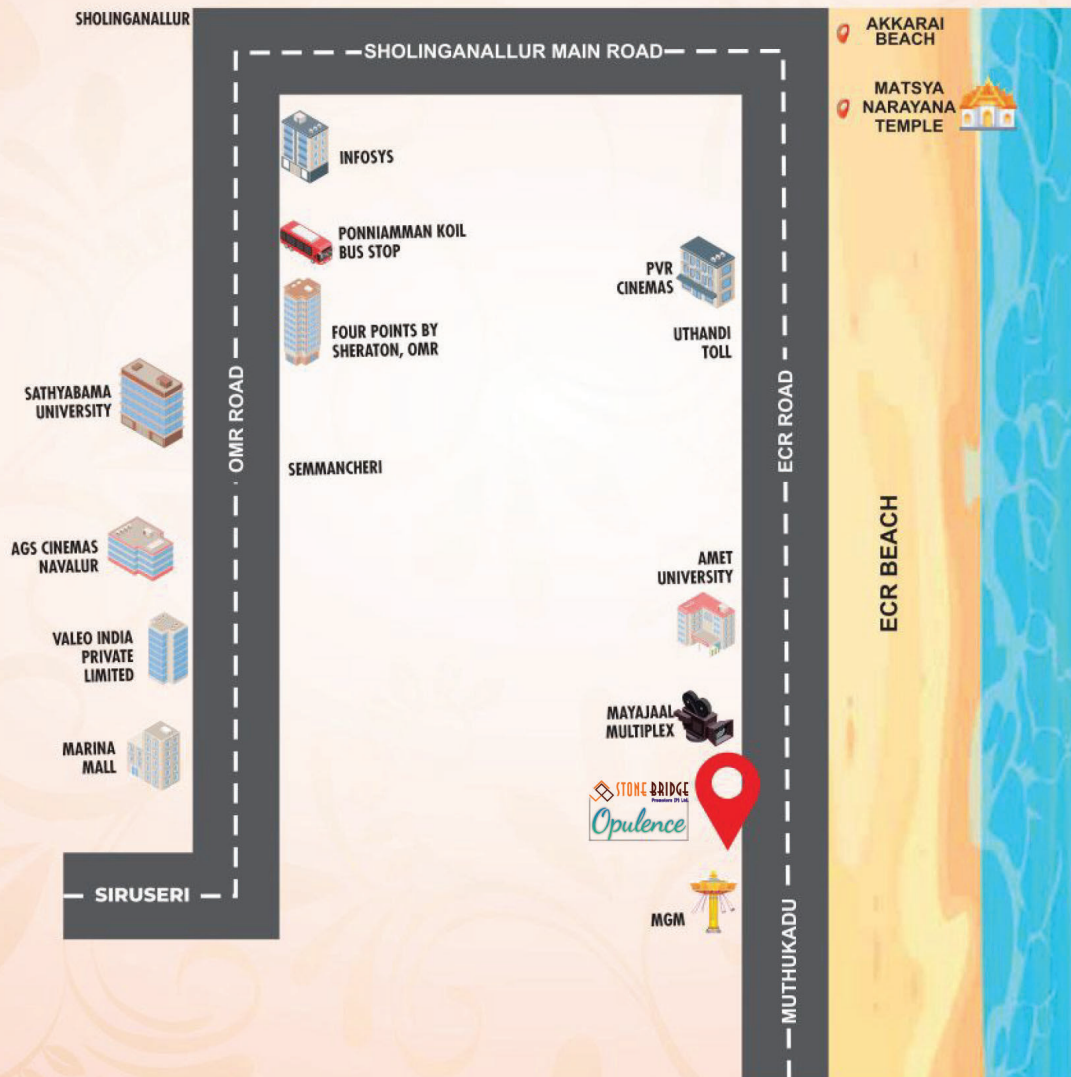 SHOLINGANALLUR
SHOLINGANALLUR MAIN ROAD
AKKARAI
BEACH
MATSYA
NARAYANA
TEMPLE
INFOSYS
PONNIAMMAN KOIL
BUS STOP
PVR
CINEMAS
FOUR POINTS BY
SHERATON, OMR
UTHANDI
TOLL
SATHYABAMA
UNIVERSITY
OMR ROAD
ECR ROAD
SEMMANCHERI
AGS CINEMAS
NAVALUR
AMET
UNIVERSITY
ECR BEACH
VALEO INDIA
PRIVATE
LIMITED
MAYAJAAL
MULTIPLEX
MARINA
MALL
STONE BRIDGE
Promoters (P) Ltd.
Opulence
SIRUSERI
MGM
MUTHUKADU